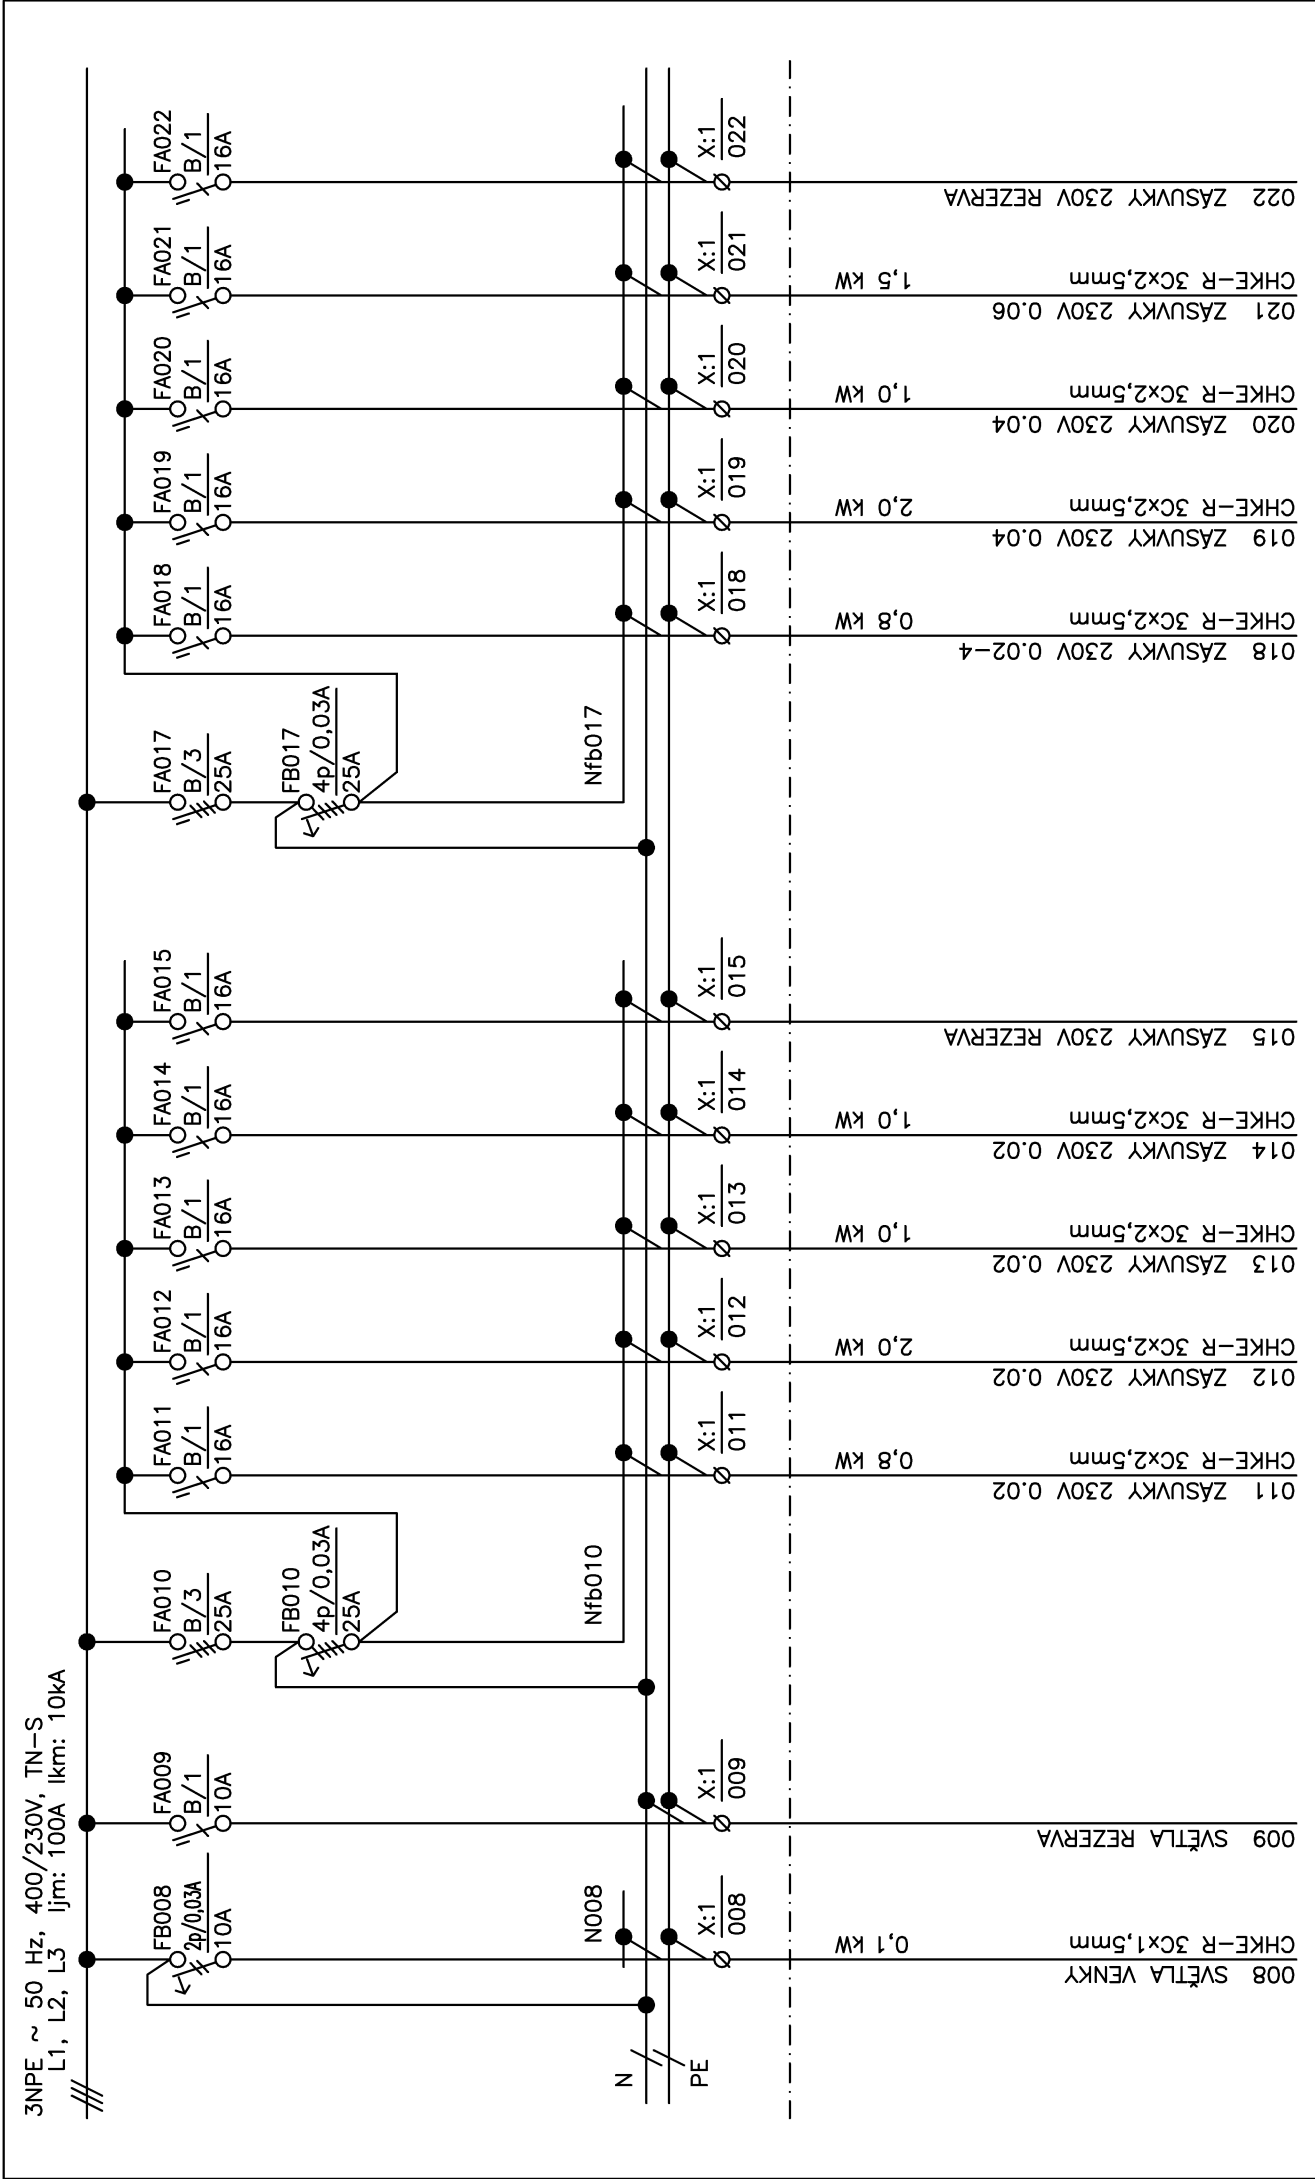 3NPE ~ 50 Hz, 400/230V, TN-S
L1, L2, L3 Ijm: 100A Ikm: 10kA
FB008
2p/0,03A
10A
FA009
B/1
10A
FA010
B/3
25A
FB010
4p/0,03A
25A
FA011
B/1
16A
FA012
B/1
16A
FA013
B/1
16A
FA014
B/1
16A
FA015
B/1
16A
FA017
B/3
25A
FB017
4p/0,03A
25A
FA018
B/1
16A
FA019
B/1
16A
FA020
B/1
16A
FA021
B/1
16A
FA022
B/1
16A
N008
Nfb010
Nfb017
N
PE
X:1
008
X:1
009
X:1
011
X:1
012
X:1
013
X:1
014
X:1
015
X:1
018
X:1
019
X:1
020
X:1
021
X:1
022
008 SVĚTLA VENKY
CHKE-R 3Cx1,5mm 0,1 kW
009 SVĚTLA REZERVA
011 ZÁSUVKY 230V 0.02
CHKE-R 3Cx2,5mm 0,8 kW
012 ZÁSUVKY 230V 0.02
CHKE-R 3Cx2,5mm 2,0 kW
013 ZÁSUVKY 230V 0.02
CHKE-R 3Cx2,5mm 1,0 kW
014 ZÁSUVKY 230V 0.02
CHKE-R 3Cx2,5mm 1,0 kW
015 ZÁSUVKY 230V REZERVA
018 ZÁSUVKY 230V 0.02-4
CHKE-R 3Cx2,5mm 0,8 kW
019 ZÁSUVKY 230V 0.04
CHKE-R 3Cx2,5mm 2,0 kW
020 ZÁSUVKY 230V 0.04
CHKE-R 3Cx2,5mm 1,0 kW
021 ZÁSUVKY 230V 0.06
CHKE-R 3Cx2,5mm 1,5 kW
022 ZÁSUVKY 230V REZERVA